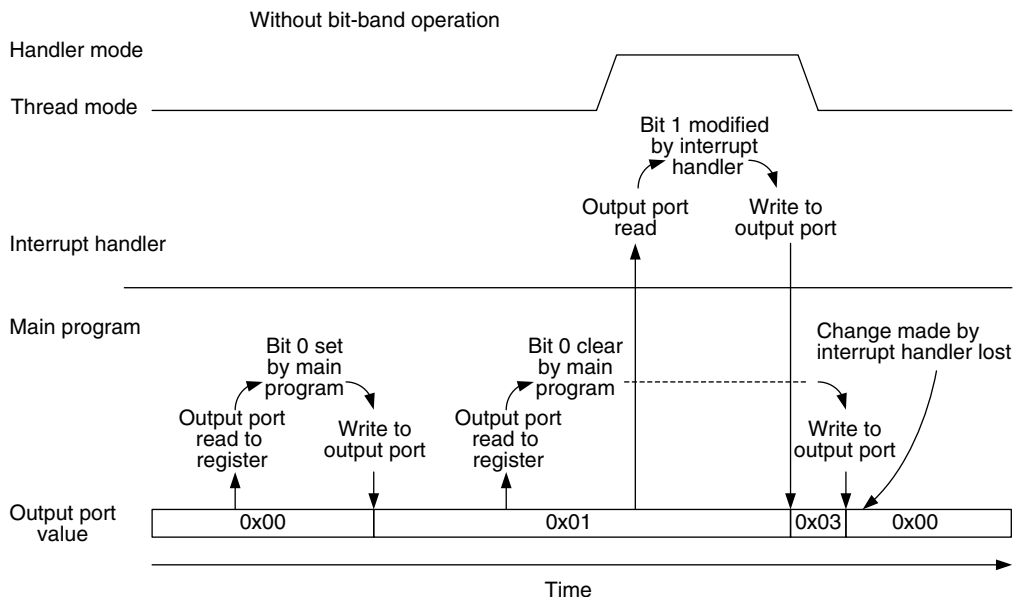 Without bit-band operation
Handler mode
Thread mode
Bit 1 modified
by interrupt
handler
Output port
read
Write to
output port
Interrupt handler
Main program
Bit 0 set
by main
program
Output port
read to
register
Write to
output port
Bit 0 clear
by main
program
Output port
read to
register
Change made by
interrupt handler lost
Write to
output port
Output port
value
0x00
0x01
0x03
0x00
Time